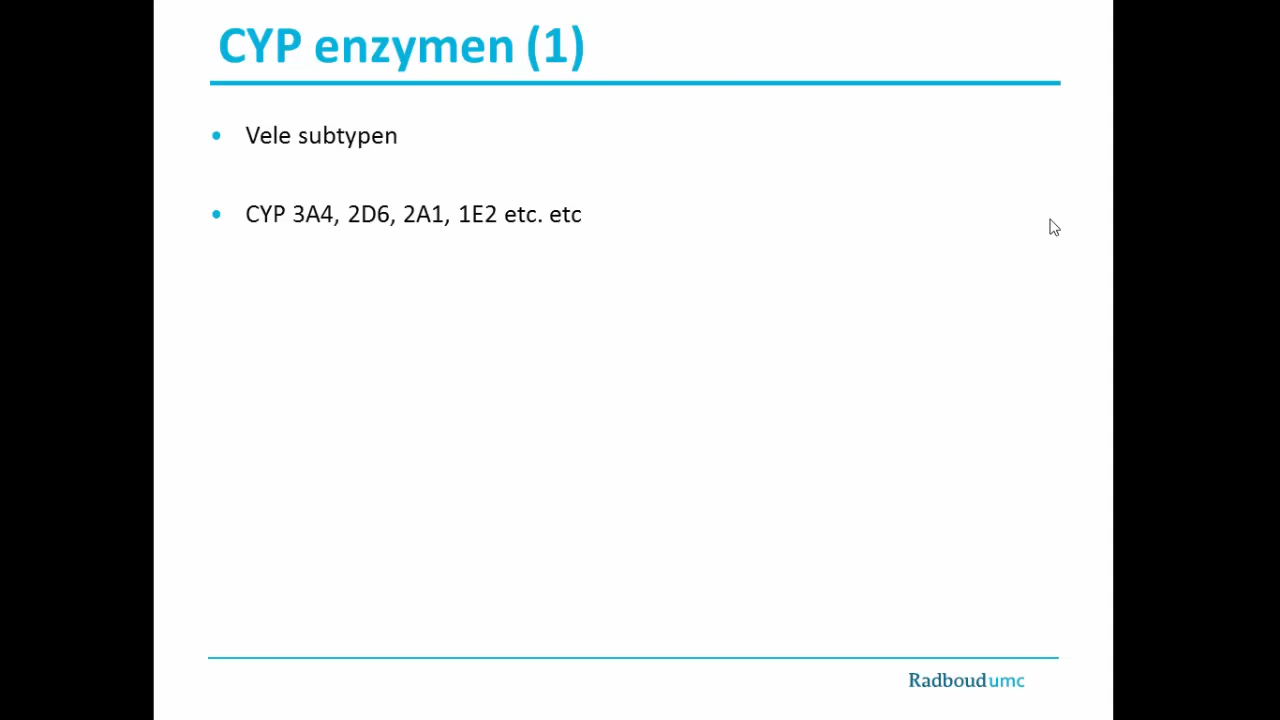 CYP enzymen (1)
• Vele subtypen
• CYP 3A4, 2D6, 2A1, 1E2 etc. etc
Radboudumc